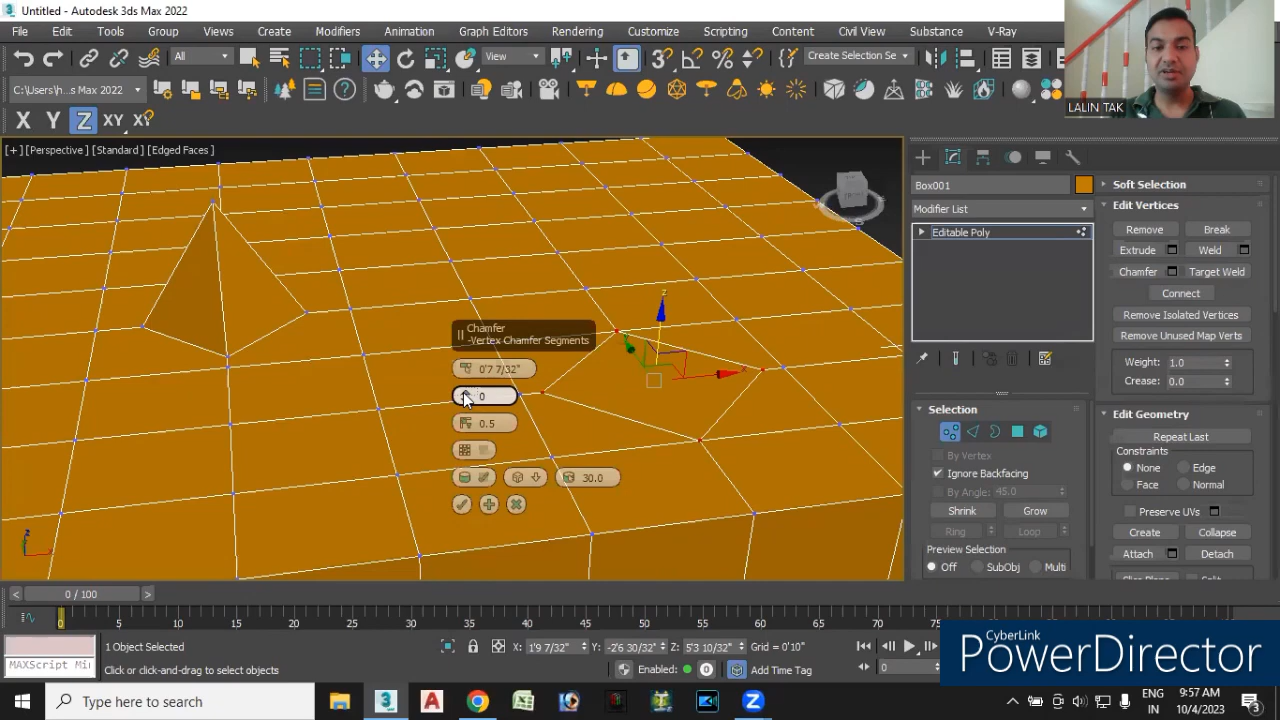 Untitled - Autodesk 3ds Max 2022
File Edit Tools Group Views Create Modifiers Animation Graph Editors Rendering Customize Scripting Content Civil View Substance V-Ray
All View Create Selection Se
C:\Users\h...s Max 2022
X Y Z XY XY
LALIN TAK
[+] [Perspective] [Standard] [Edged Faces]
Chamfer
-Vertex Chamfer Segments
0'7 7/32"
0
0.5
30.0
z
Box001
Modifier List
Editable Poly
Soft Selection
Edit Vertices
Remove Break
Extrude Weld
Chamfer Target Weld
Connect
Remove Isolated Vertices
Remove Unused Map Verts
Weight: 1.0
Crease: 0.0
Selection
By Vertex
Ignore Backfacing
By Angle: 45.0
Shrink Grow
Ring Loop
Preview Selection
Off SubObj Multi
Edit Geometry
Repeat Last
Constraints
None Edge
Face Normal
Preserve UVs
Create Collapse
Attach Detach
0 / 100
0 5 10 15 20 25 30 35 40 45 50 55 60 65 70 75 80 85 90
1 Object Selected
X: 1'9 7/32" Y: -2'6 30/32" Z: 5'3 10/32" Grid = 0'10"
MAXScript Mi
Click or click-and-drag to select objects
Enabled: 0 Add Time Tag
0
CyberLink
PowerDirector
Type here to search
ENG
IN
9:57 AM
10/4/2023
3